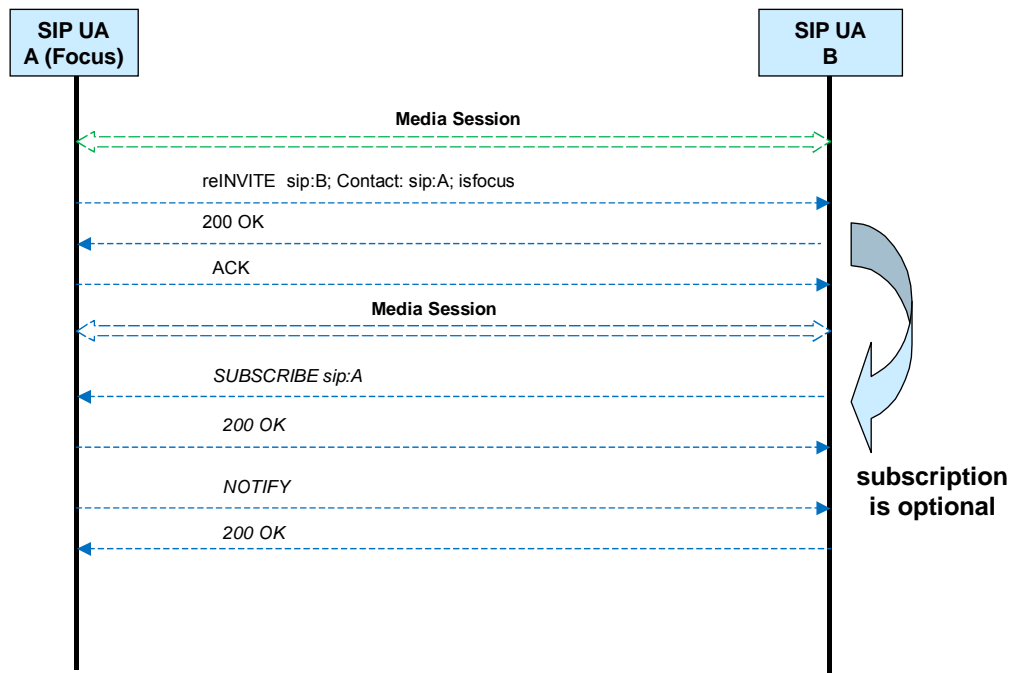 SIP UA
A (Focus)
SIP UA
B
Media Session
reINVITE sip:B; Contact: sip:A; isfocus
200 OK
ACK
Media Session
SUBSCRIBE sip:A
200 OK
NOTIFY
200 OK
subscription
is optional